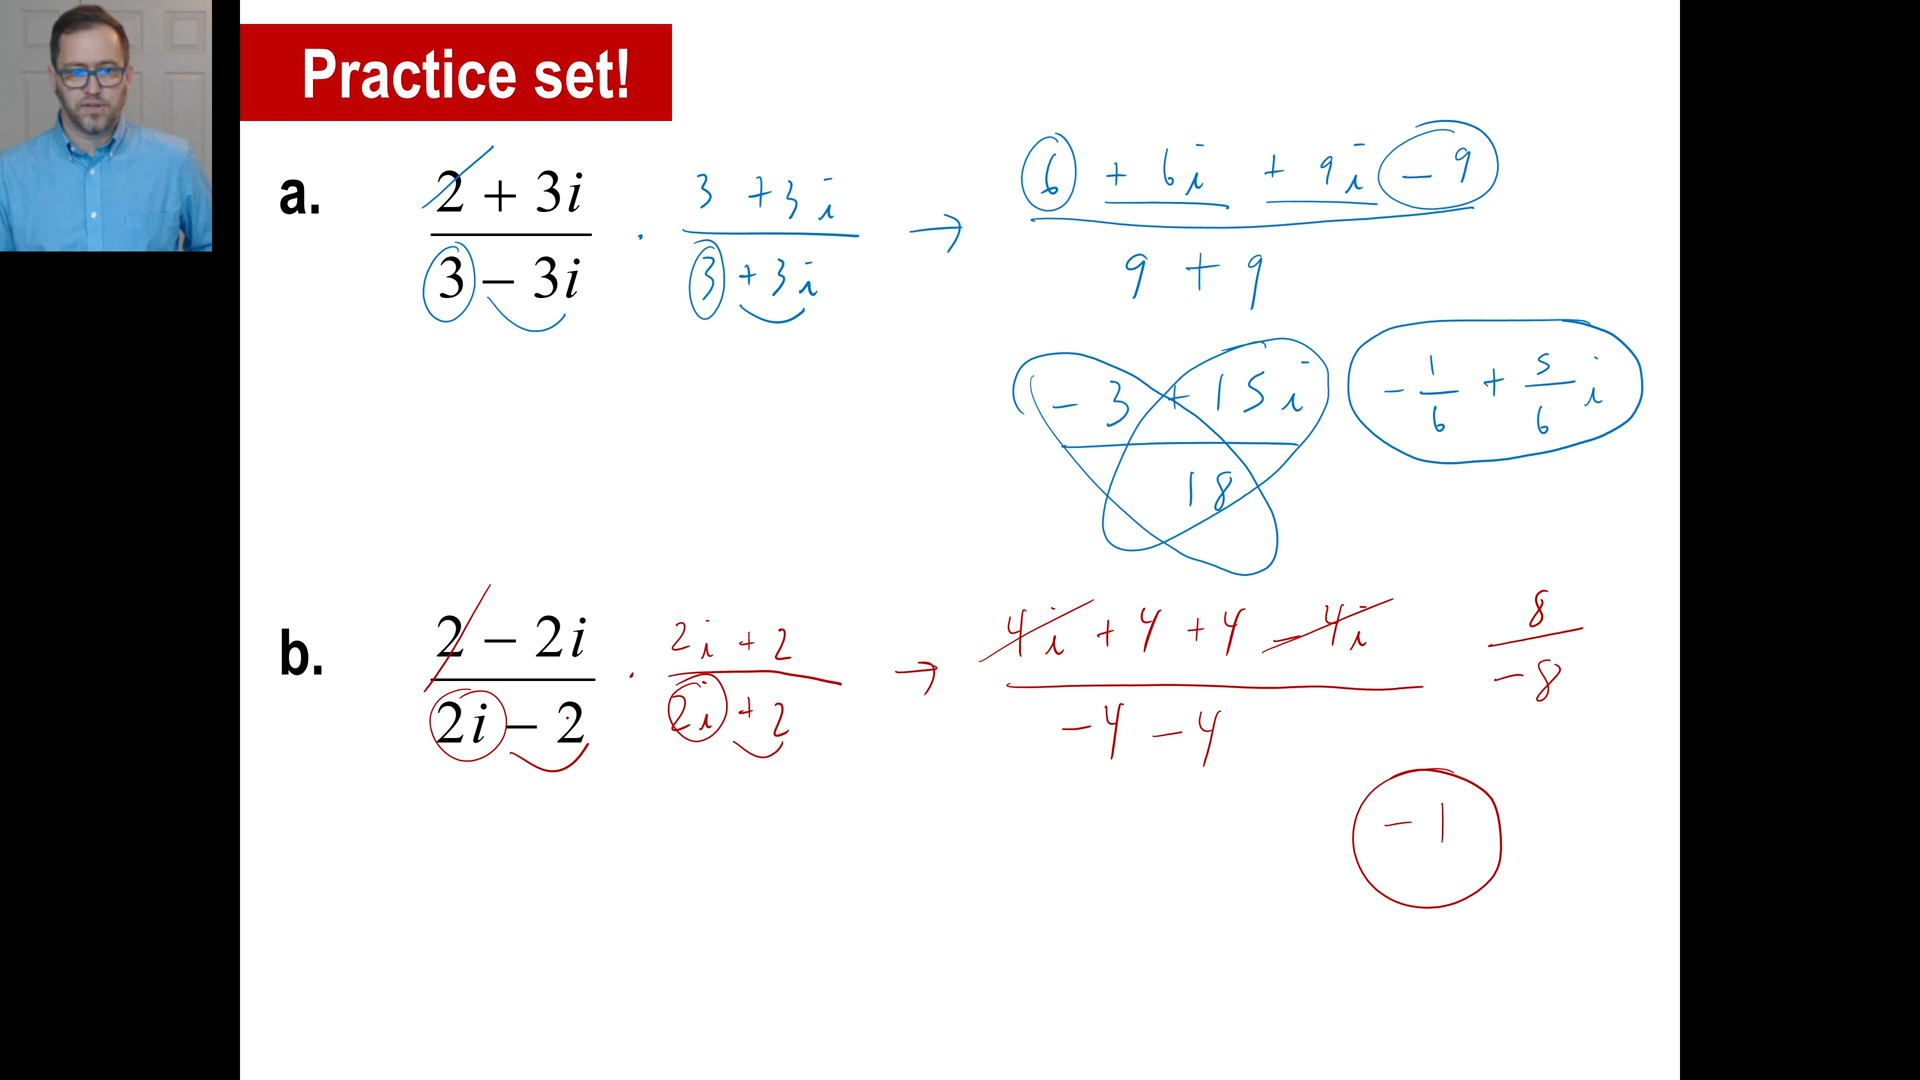 Practice set!
a. (2 + 3i)/(3 − 3i) · (3 + 3i)/(3 + 3i) → (6 + 6i + 9i − 9)/(9 + 9)
(−3 + 15i)/18
−1/6 + 5/6 i
b. (2 − 2i)/(2i − 2) · (2i + 2)/(2i + 2) → (4i + 4 + 4 − 4i)/(−4 − 4) 8/−8
−1